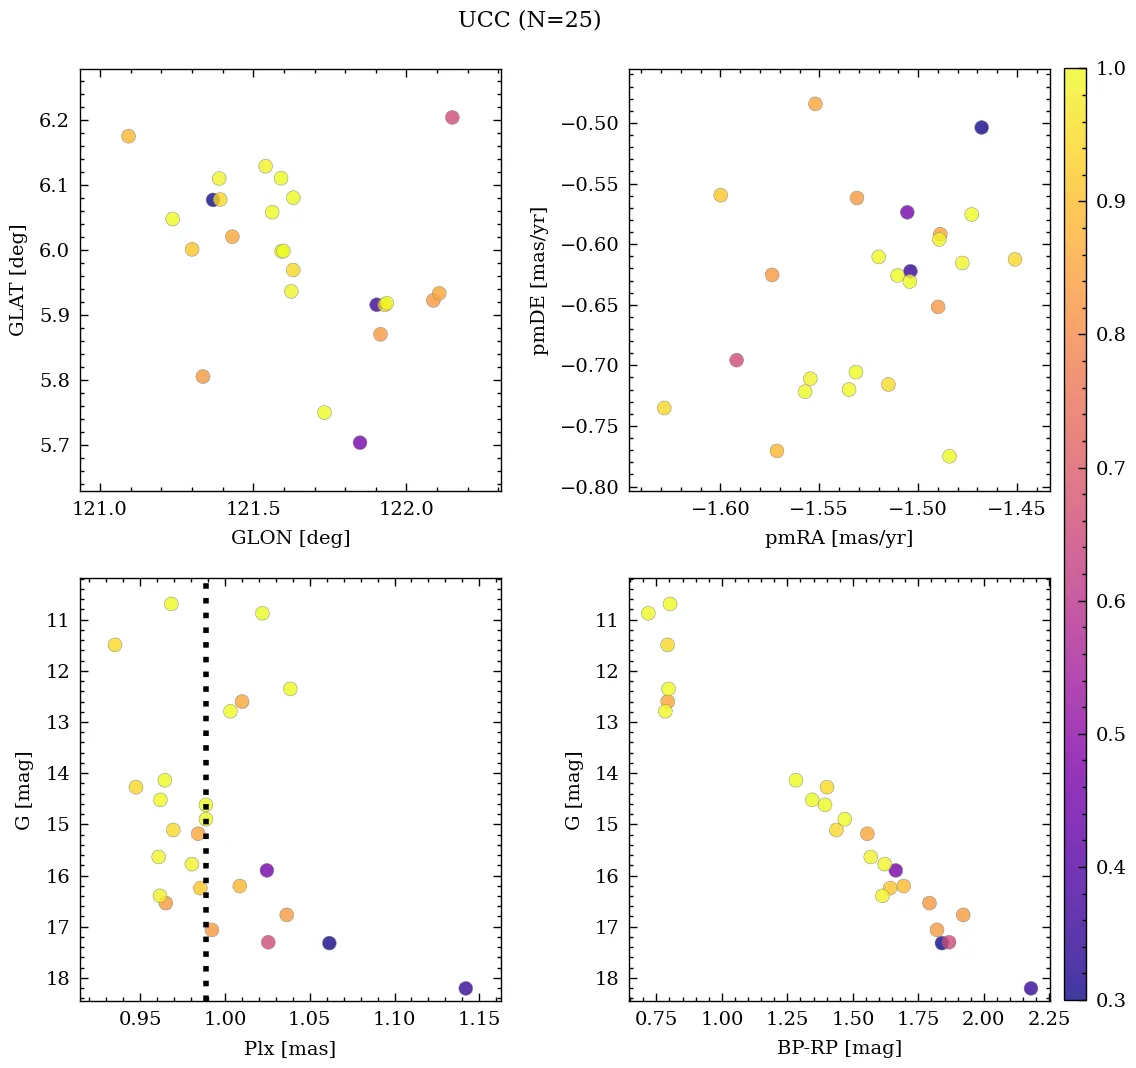 UCC (N=25)
6.2
6.1
6.0
5.9
5.8
5.7
GLAT [deg]
121.0 121.5 122.0
GLON [deg]
−0.50
−0.55
−0.60
−0.65
−0.70
−0.75
−0.80
pmDE [mas/yr]
−1.60 −1.55 −1.50 −1.45
pmRA [mas/yr]
11
12
13
14
15
16
17
18
G [mag]
0.95 1.00 1.05 1.10 1.15
Plx [mas]
11
12
13
14
15
16
17
18
G [mag]
0.75 1.00 1.25 1.50 1.75 2.00 2.25
BP-RP [mag]
1.0
0.9
0.8
0.7
0.6
0.5
0.4
0.3